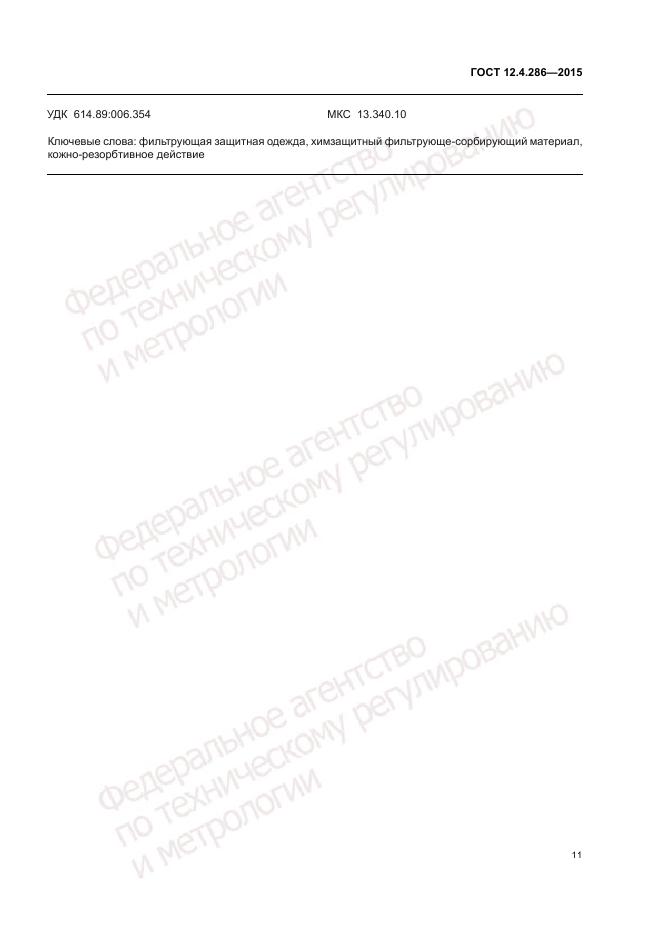 ГОСТ 12.4.286—2015
УДК 614.89:006.354 МКС 13.340.10
Ключевые слова: фильтрующая защитная одежда, химзащитный фильтрующе-сорбирующий материал,
кожно-резорбтивное действие
Федеральное агентство
по техническому регулированию
и метрологии
Федеральное агентство
по техническому регулированию
и метрологии
Федеральное агентство
по техническому регулированию
и метрологии
11